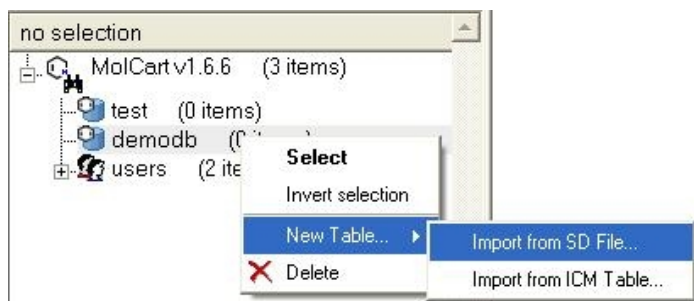 no selection
MolCart v1.6.6 (3 items)
test (0 items)
demodb
users (2 ite
Select
Invert selection
New Table...
Delete
Import from SD File...
Import from ICM Table...